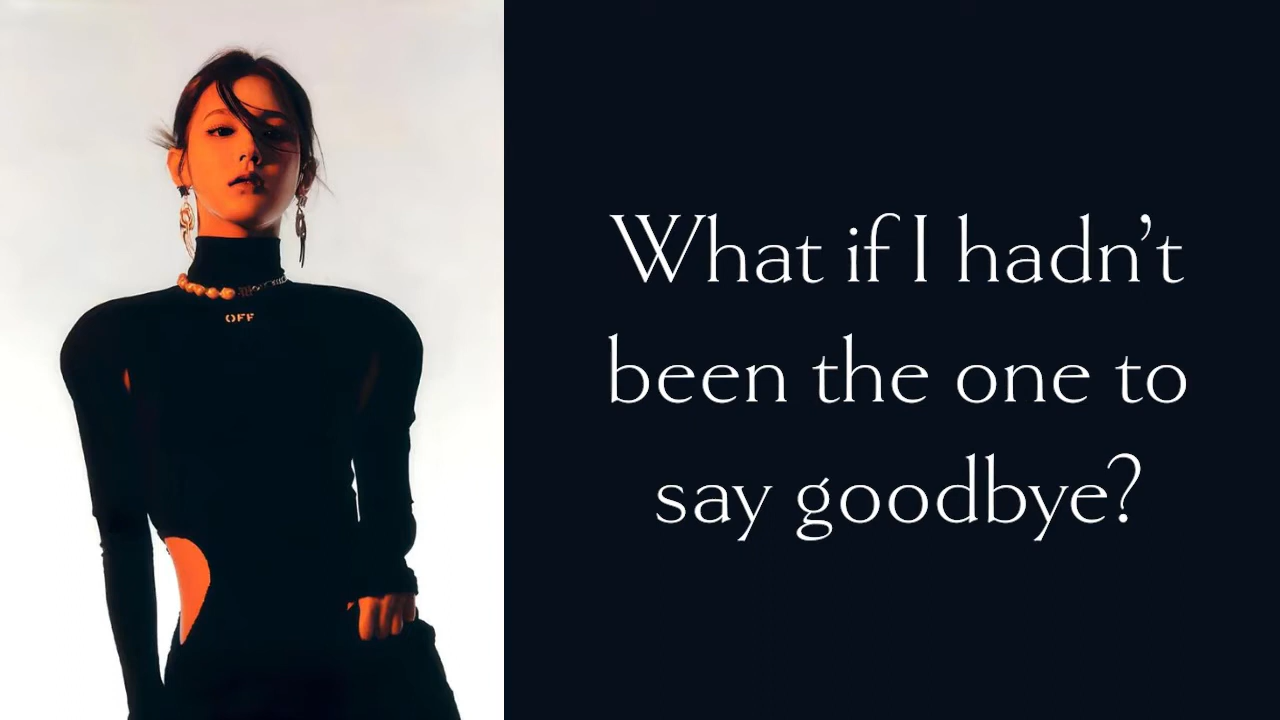 OFF
What if I hadn’t
been the one to
say goodbye?